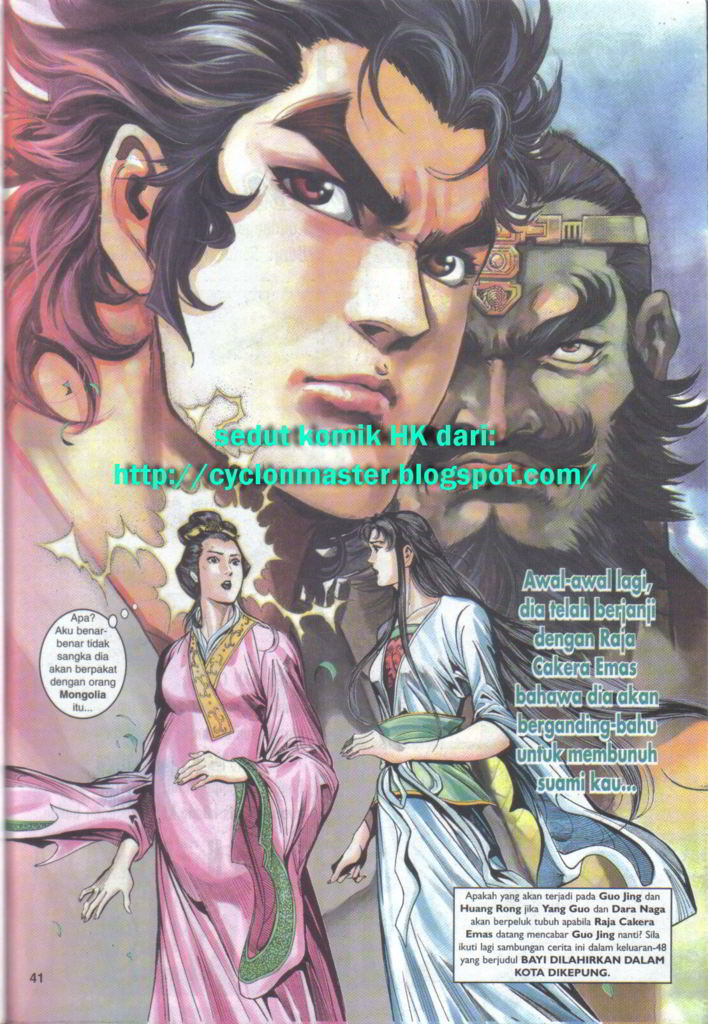 sedut komik HK dari:
http://cyclonmaster.blogspot.com/
Apa?
Aku benar-
benar tidak
sangka dia
akan berpakat
dengan orang
Mongolia
itu...
Awal-awal lagi,
dia telah berjanji
dengan Raja
Cakera Emas
bahawa dia akan
berganding-bahu
untuk membunuh
suami kau...
Apakah yang akan terjadi pada Guo Jing dan
Huang Rong jika Yang Guo dan Dara Naga
akan berpeluk tubuh apabila Raja Cakera
Emas datang mencabar Guo Jing nanti? Sila
ikuti lagi sambungan cerita ini dalam keluaran-48
yang berjudul BAYI DILAHIRKAN DALAM
KOTA DIKEPUNG.
41